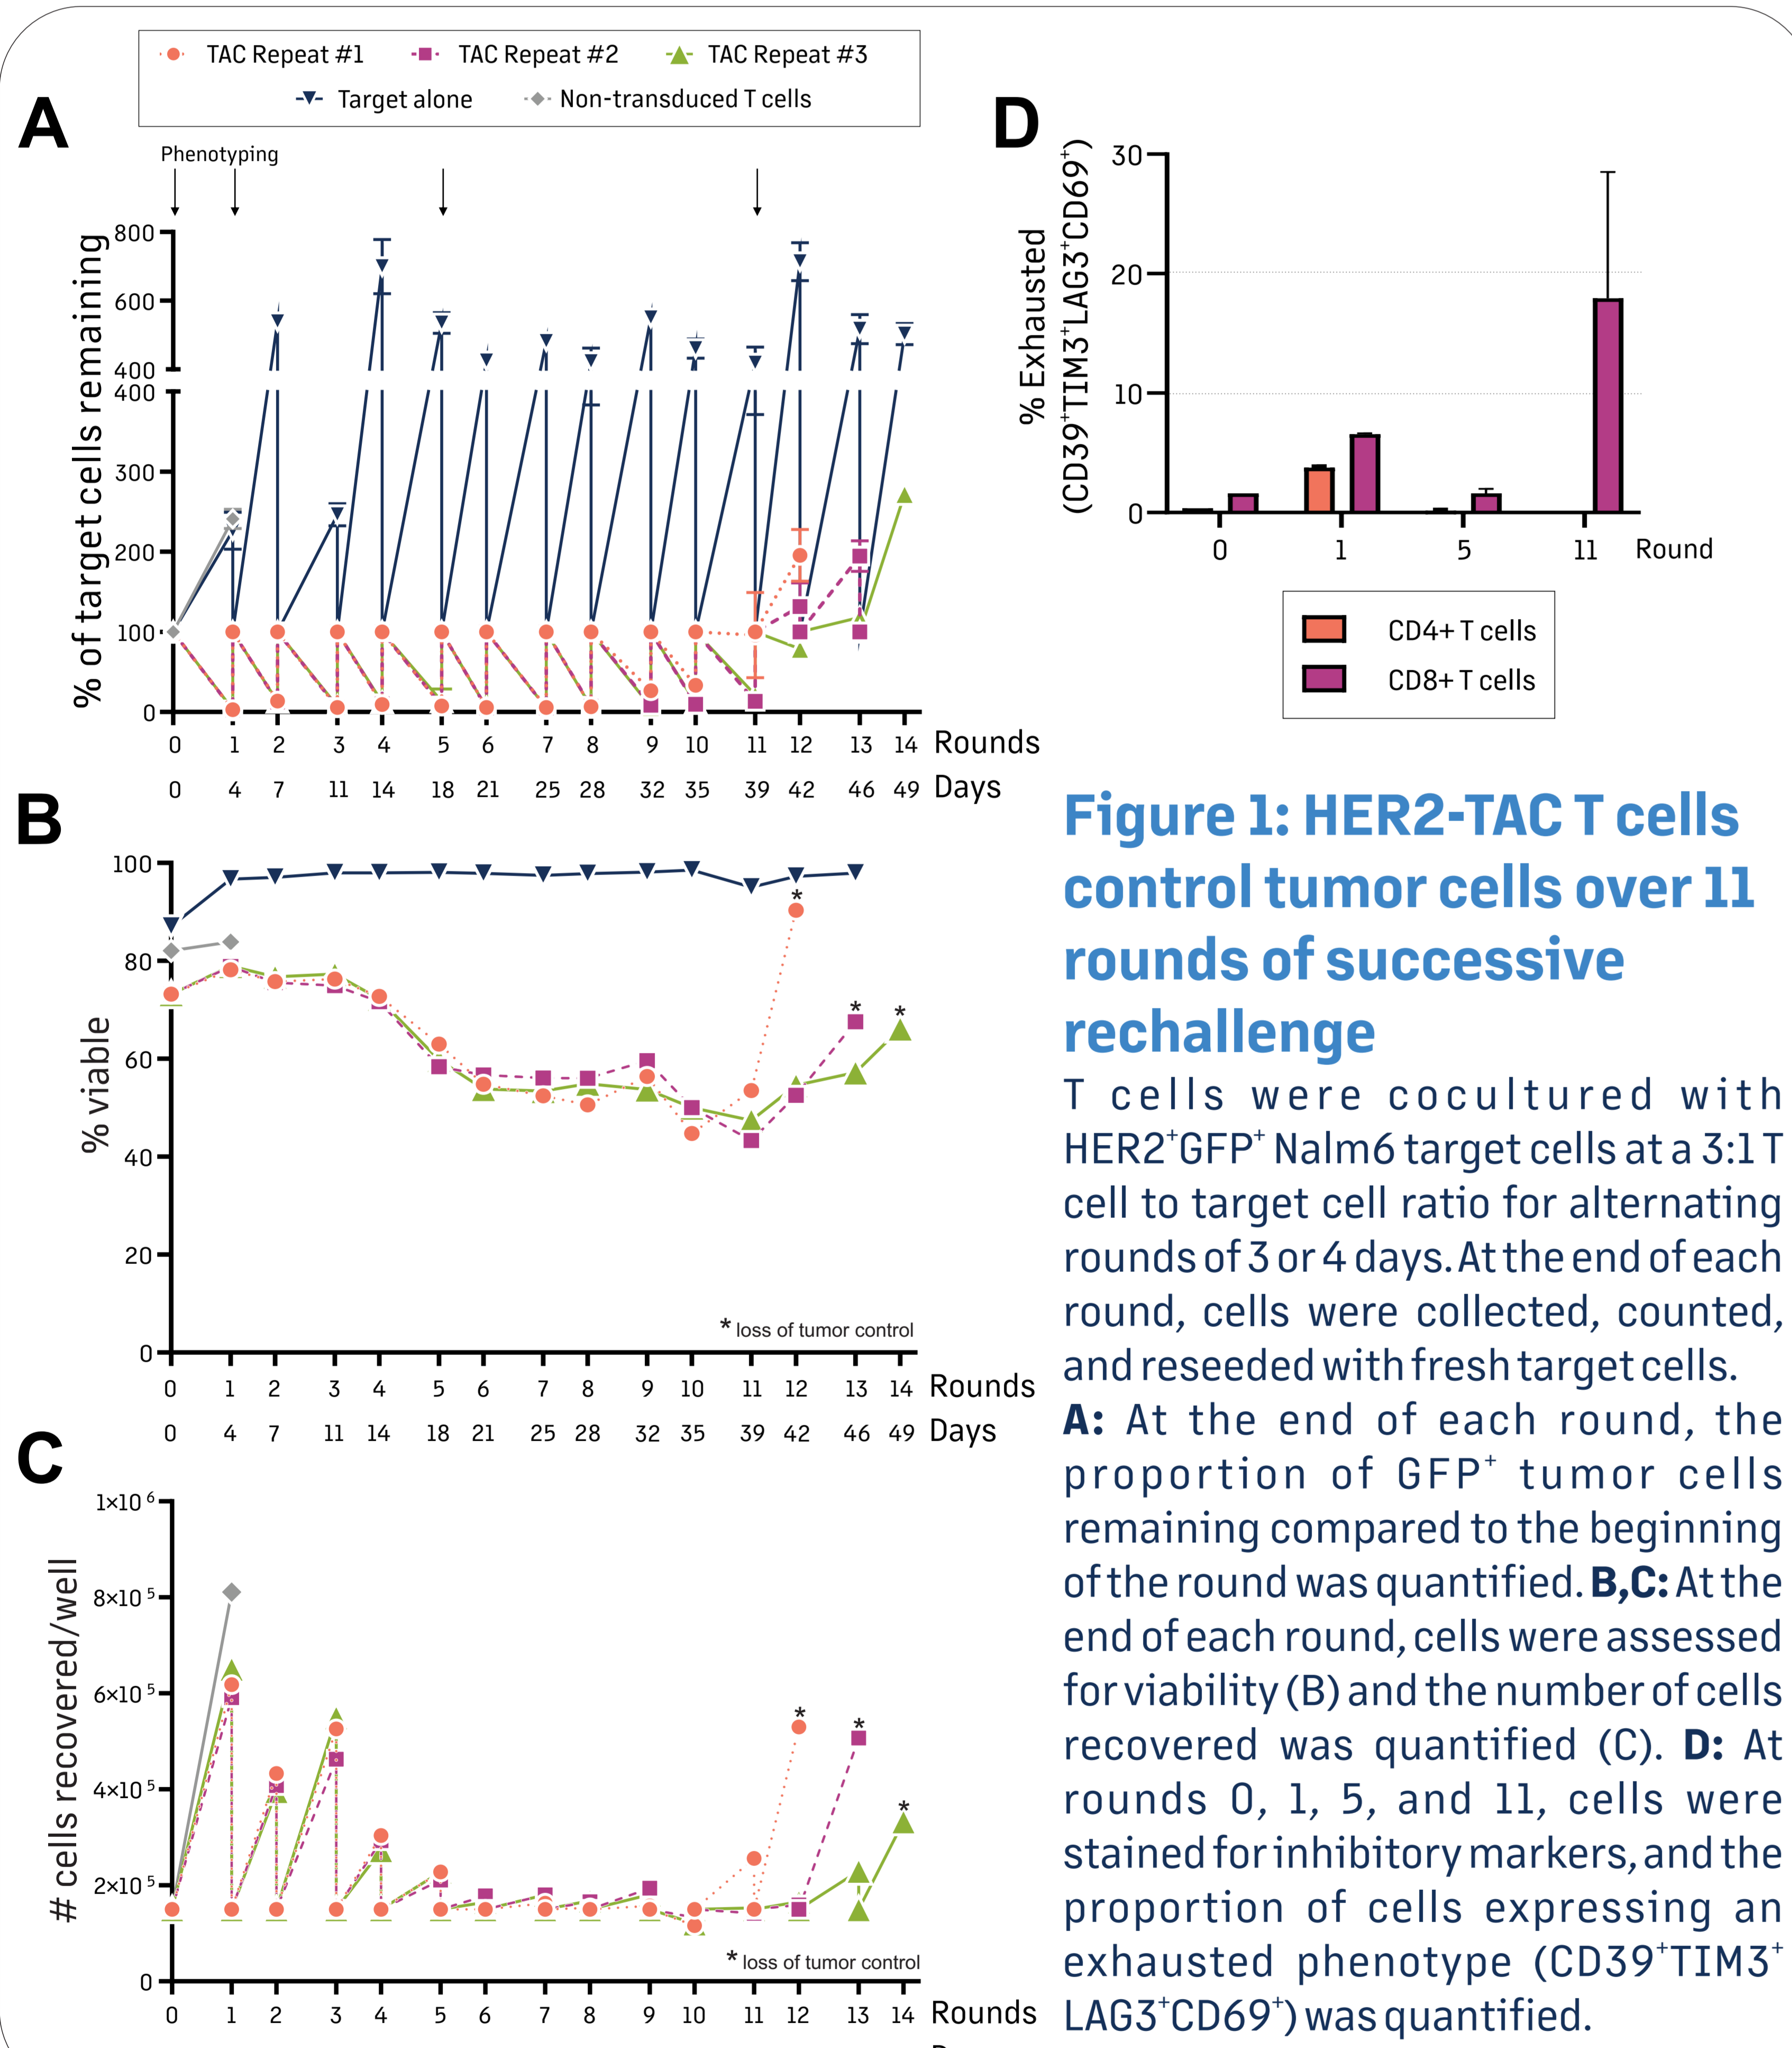 TAC Repeat #1 TAC Repeat #2 TAC Repeat #3
Target alone Non-transduced T cells
A
Phenotyping
% of target cells remaining
800
600
400
400
300
200
100
0
0 1 2 3 4 5 6 7 8 9 10 11 12 13 14 Rounds
0 4 7 11 14 18 21 25 28 32 35 39 42 46 49 Days
B
% viable
100
80
60
40
20
0
* * *
* loss of tumor control
0 1 2 3 4 5 6 7 8 9 10 11 12 13 14 Rounds
0 4 7 11 14 18 21 25 28 32 35 39 42 46 49 Days
C
# cells recovered/well
1×10⁶
8×10⁵
6×10⁵
4×10⁵
2×10⁵
0
* * *
* loss of tumor control
0 1 2 3 4 5 6 7 8 9 10 11 12 13 14 Rounds
D
% Exhausted
(CD39⁺TIM3⁺LAG3⁺CD69⁺)
30
20
10
0
0 1 5 11 Round
CD4+ T cells
CD8+ T cells
Figure 1: HER2-TAC T cells
control tumor cells over 11
rounds of successive
rechallenge
T cells were cocultured with
HER2⁺GFP⁺ Nalm6 target cells at a 3:1 T
cell to target cell ratio for alternating
rounds of 3 or 4 days. At the end of each
round, cells were collected, counted,
and reseeded with fresh target cells.
A: At the end of each round, the
proportion of GFP⁺ tumor cells
remaining compared to the beginning
of the round was quantified. B,C: At the
end of each round, cells were assessed
for viability (B) and the number of cells
recovered was quantified (C). D: At
rounds 0, 1, 5, and 11, cells were
stained for inhibitory markers, and the
proportion of cells expressing an
exhausted phenotype (CD39⁺TIM3⁺
LAG3⁺CD69⁺) was quantified.